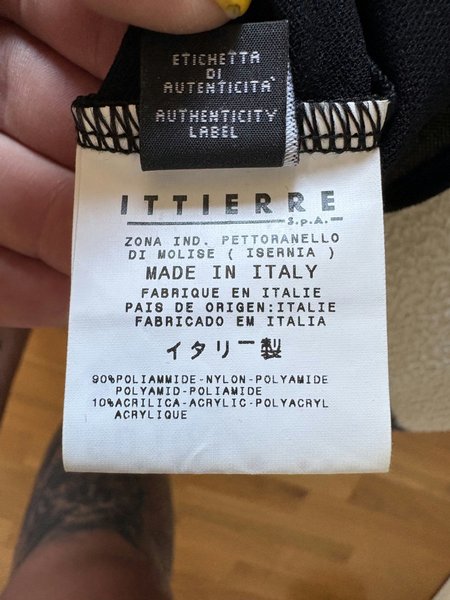 ETICHETTA
DI
AUTENTICITA'
AUTHENTICITY
LABEL
ITTIERRE
S.p.A.
ZONA IND. PETTORANELLO
DI MOLISE ( ISERNIA )
MADE IN ITALY
FABRIQUE EN ITALIE
PAIS DE ORIGEN:ITALIE
FABRICADO EM ITALIA
イタリー製
90%POLIAMMIDE-NYLON-POLYAMIDE
POLYAMID-POLIAMIDE
10%ACRILICA-ACRYLIC-POLYACRYL
ACRYLIQUE